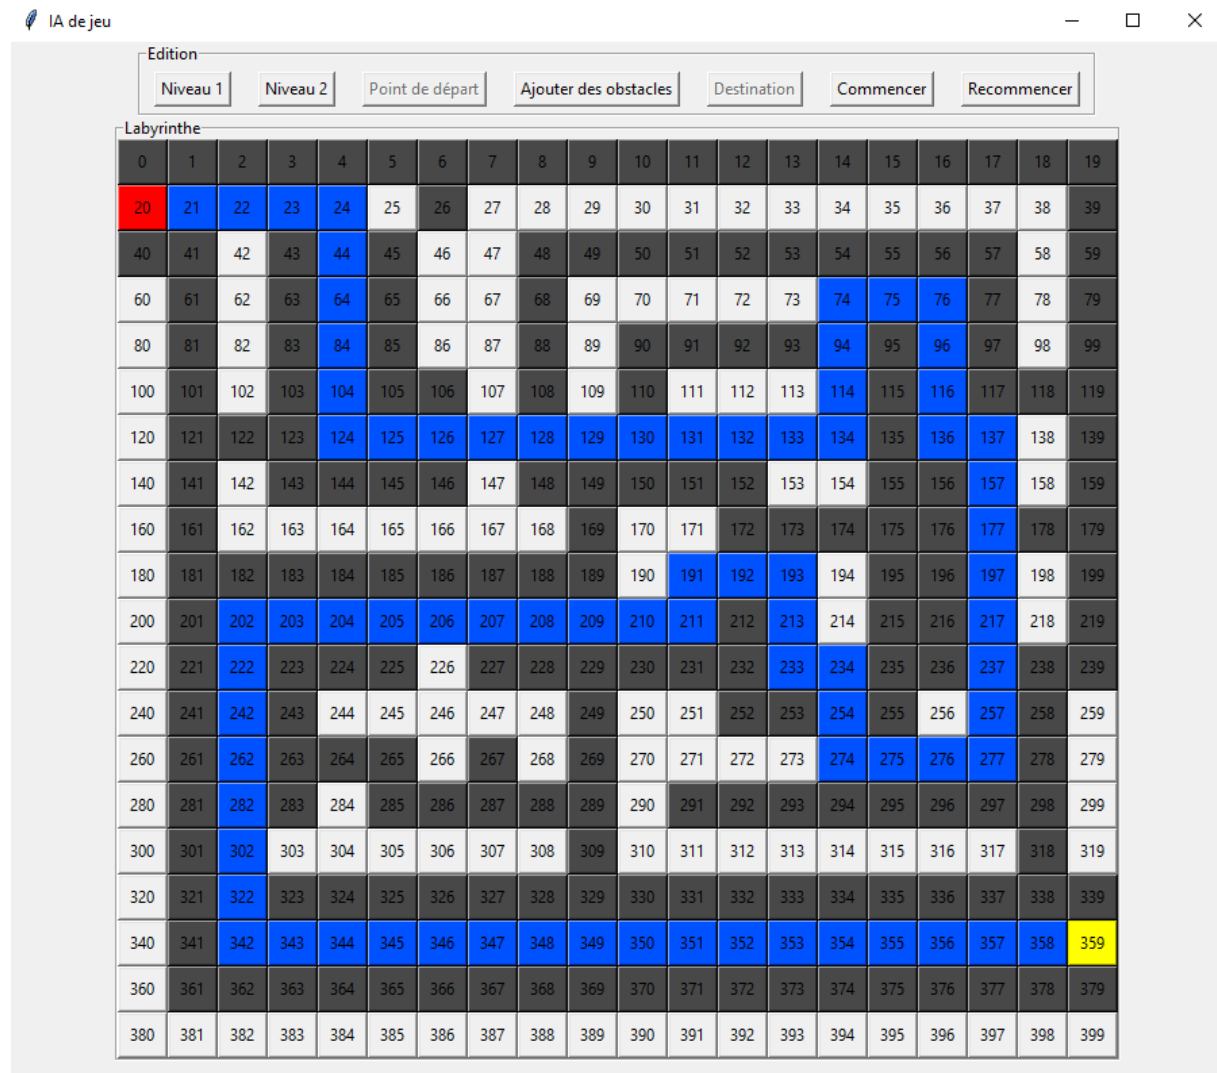 IA de jeu
Edition
Niveau 1 Niveau 2 Point de départ Ajouter des obstacles Destination Commencer Recommencer
Labyrinthe
0 1 2 3 4 5 6 7 8 9 10 11 12 13 14 15 16 17 18 19
20 21 22 23 24 25 26 27 28 29 30 31 32 33 34 35 36 37 38 39
40 41 42 43 44 45 46 47 48 49 50 51 52 53 54 55 56 57 58 59
60 61 62 63 64 65 66 67 68 69 70 71 72 73 74 75 76 77 78 79
80 81 82 83 84 85 86 87 88 89 90 91 92 93 94 95 96 97 98 99
100 101 102 103 104 105 106 107 108 109 110 111 112 113 114 115 116 117 118 119
120 121 122 123 124 125 126 127 128 129 130 131 132 133 134 135 136 137 138 139
140 141 142 143 144 145 146 147 148 149 150 151 152 153 154 155 156 157 158 159
160 161 162 163 164 165 166 167 168 169 170 171 172 173 174 175 176 177 178 179
180 181 182 183 184 185 186 187 188 189 190 191 192 193 194 195 196 197 198 199
200 201 202 203 204 205 206 207 208 209 210 211 212 213 214 215 216 217 218 219
220 221 222 223 224 225 226 227 228 229 230 231 232 233 234 235 236 237 238 239
240 241 242 243 244 245 246 247 248 249 250 251 252 253 254 255 256 257 258 259
260 261 262 263 264 265 266 267 268 269 270 271 272 273 274 275 276 277 278 279
280 281 282 283 284 285 286 287 288 289 290 291 292 293 294 295 296 297 298 299
300 301 302 303 304 305 306 307 308 309 310 311 312 313 314 315 316 317 318 319
320 321 322 323 324 325 326 327 328 329 330 331 332 333 334 335 336 337 338 339
340 341 342 343 344 345 346 347 348 349 350 351 352 353 354 355 356 357 358 359
360 361 362 363 364 365 366 367 368 369 370 371 372 373 374 375 376 377 378 379
380 381 382 383 384 385 386 387 388 389 390 391 392 393 394 395 396 397 398 399